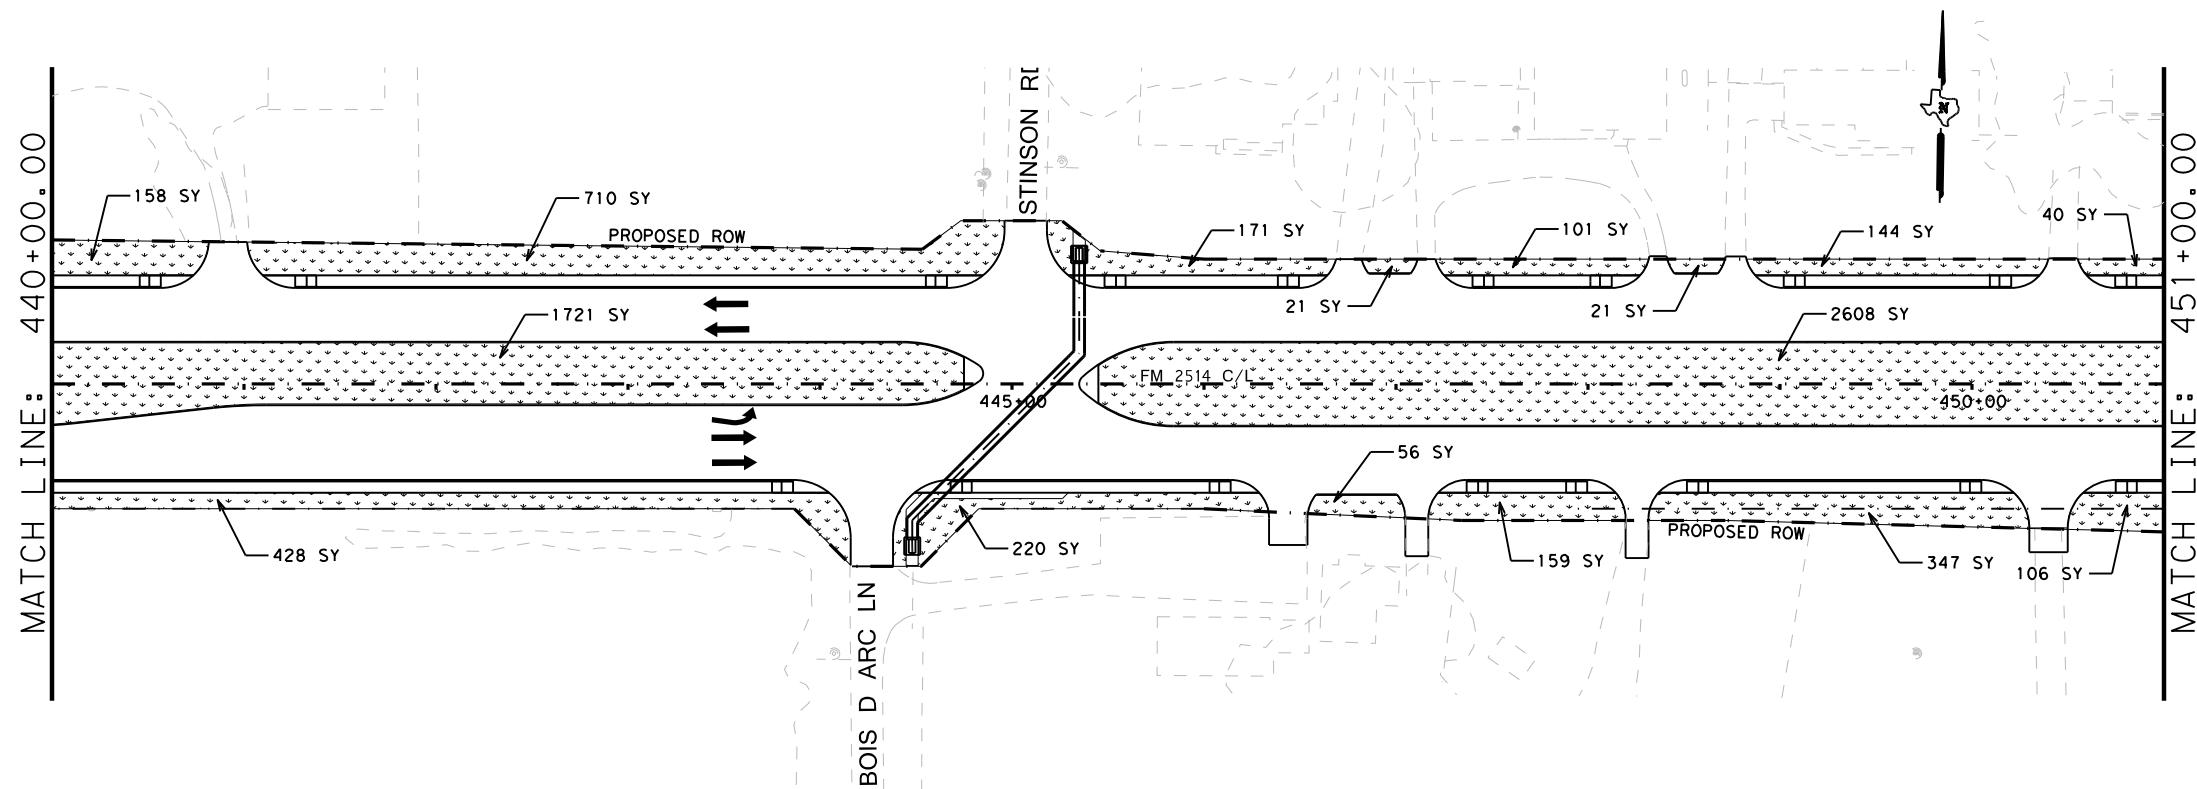 MATCH LINE: 440+00.00
158 SY
710 SY
PROPOSED ROW
STINSON RD
171 SY
21 SY
101 SY
21 SY
144 SY
40 SY
N
1721 SY
2608 SY
FM 2514 C/L
445+00
450+00
428 SY
BOIS D ARC LN
220 SY
56 SY
159 SY
PROPOSED ROW
347 SY
106 SY
MATCH LINE: 451+00.00